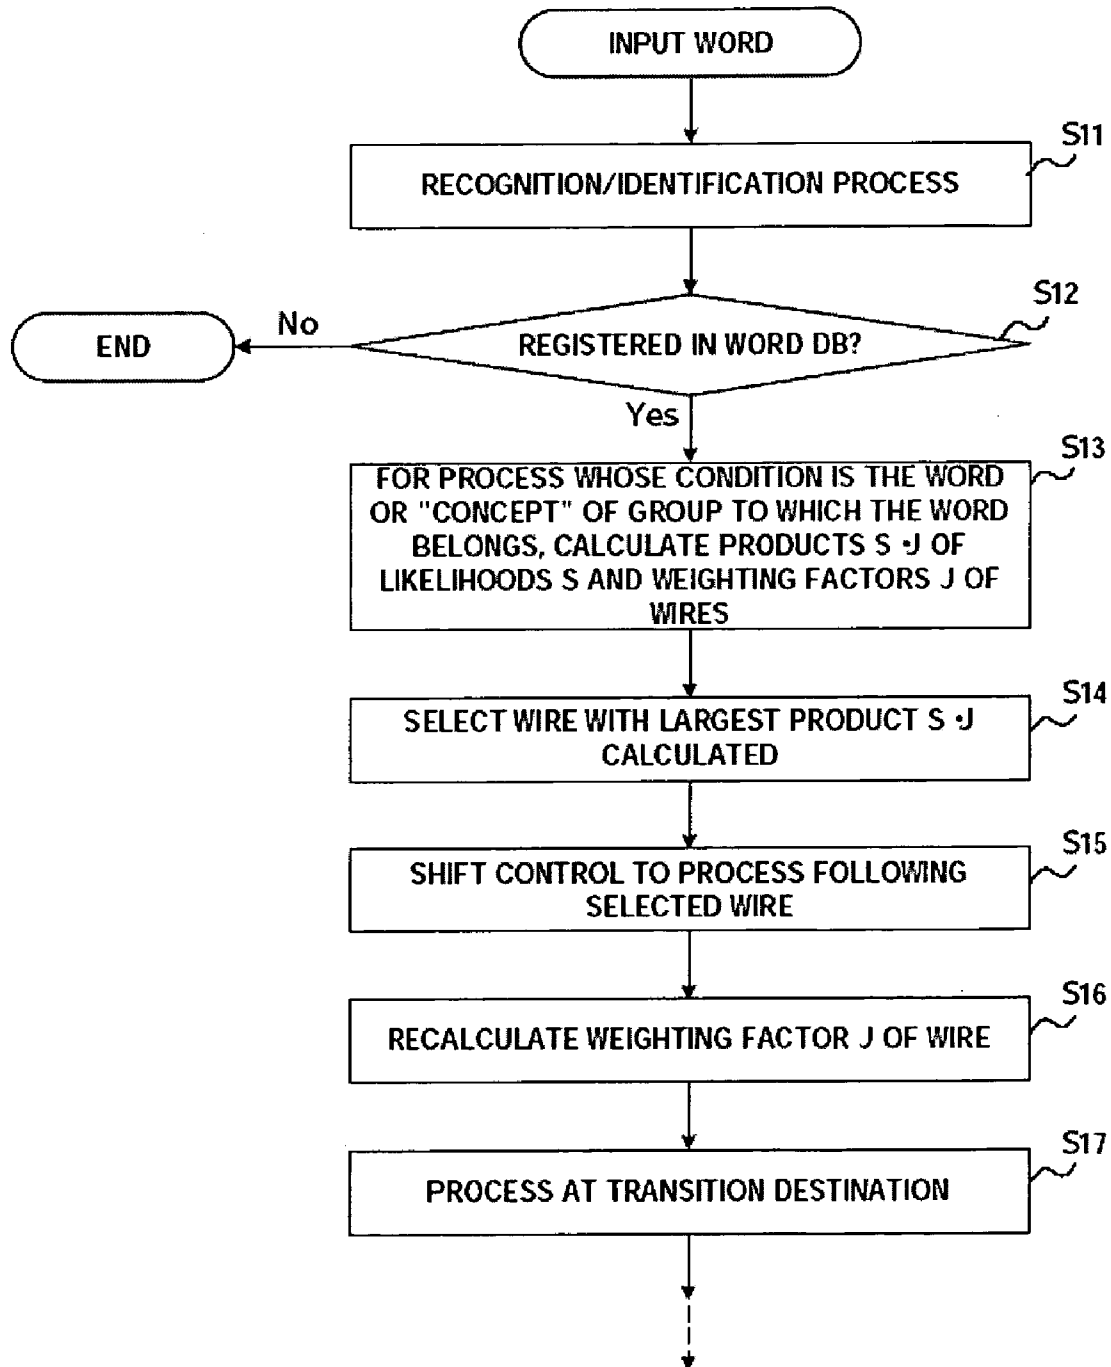 INPUT WORD
S11
RECOGNITION/IDENTIFICATION PROCESS
S12
REGISTERED IN WORD DB?
No
END
Yes
S13
FOR PROCESS WHOSE CONDITION IS THE WORD
OR "CONCEPT" OF GROUP TO WHICH THE WORD
BELONGS, CALCULATE PRODUCTS S ·J OF
LIKELIHOODS S AND WEIGHTING FACTORS J OF
WIRES
S14
SELECT WIRE WITH LARGEST PRODUCT S ·J
CALCULATED
S15
SHIFT CONTROL TO PROCESS FOLLOWING
SELECTED WIRE
S16
RECALCULATE WEIGHTING FACTOR J OF WIRE
S17
PROCESS AT TRANSITION DESTINATION